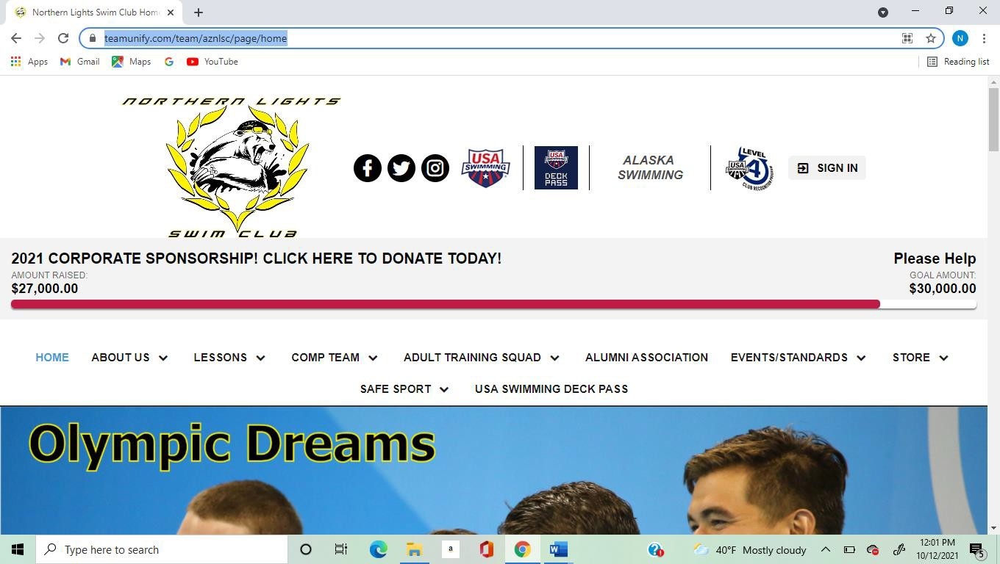 Northern Lights Swim Club Hom
teamunify.com/team/aznlsc/page/home
N
Apps Gmail Maps YouTube Reading list
NORTHERN LIGHTS
SWIM CLUB
USA SWIMMING
USA SWIMMING DECK PASS
ALASKA
SWIMMING
LEVEL 4 USA SWIMMING CLUB RECOGNITION PROGRAM
SIGN IN
2021 CORPORATE SPONSORSHIP! CLICK HERE TO DONATE TODAY! Please Help
AMOUNT RAISED: GOAL AMOUNT:
$27,000.00 $30,000.00
HOME ABOUT US LESSONS COMP TEAM ADULT TRAINING SQUAD ALUMNI ASSOCIATION EVENTS/STANDARDS STORE
SAFE SPORT USA SWIMMING DECK PASS
Olympic Dreams
Type here to search a W 40°F Mostly cloudy 12:01 PM
10/12/2021 5